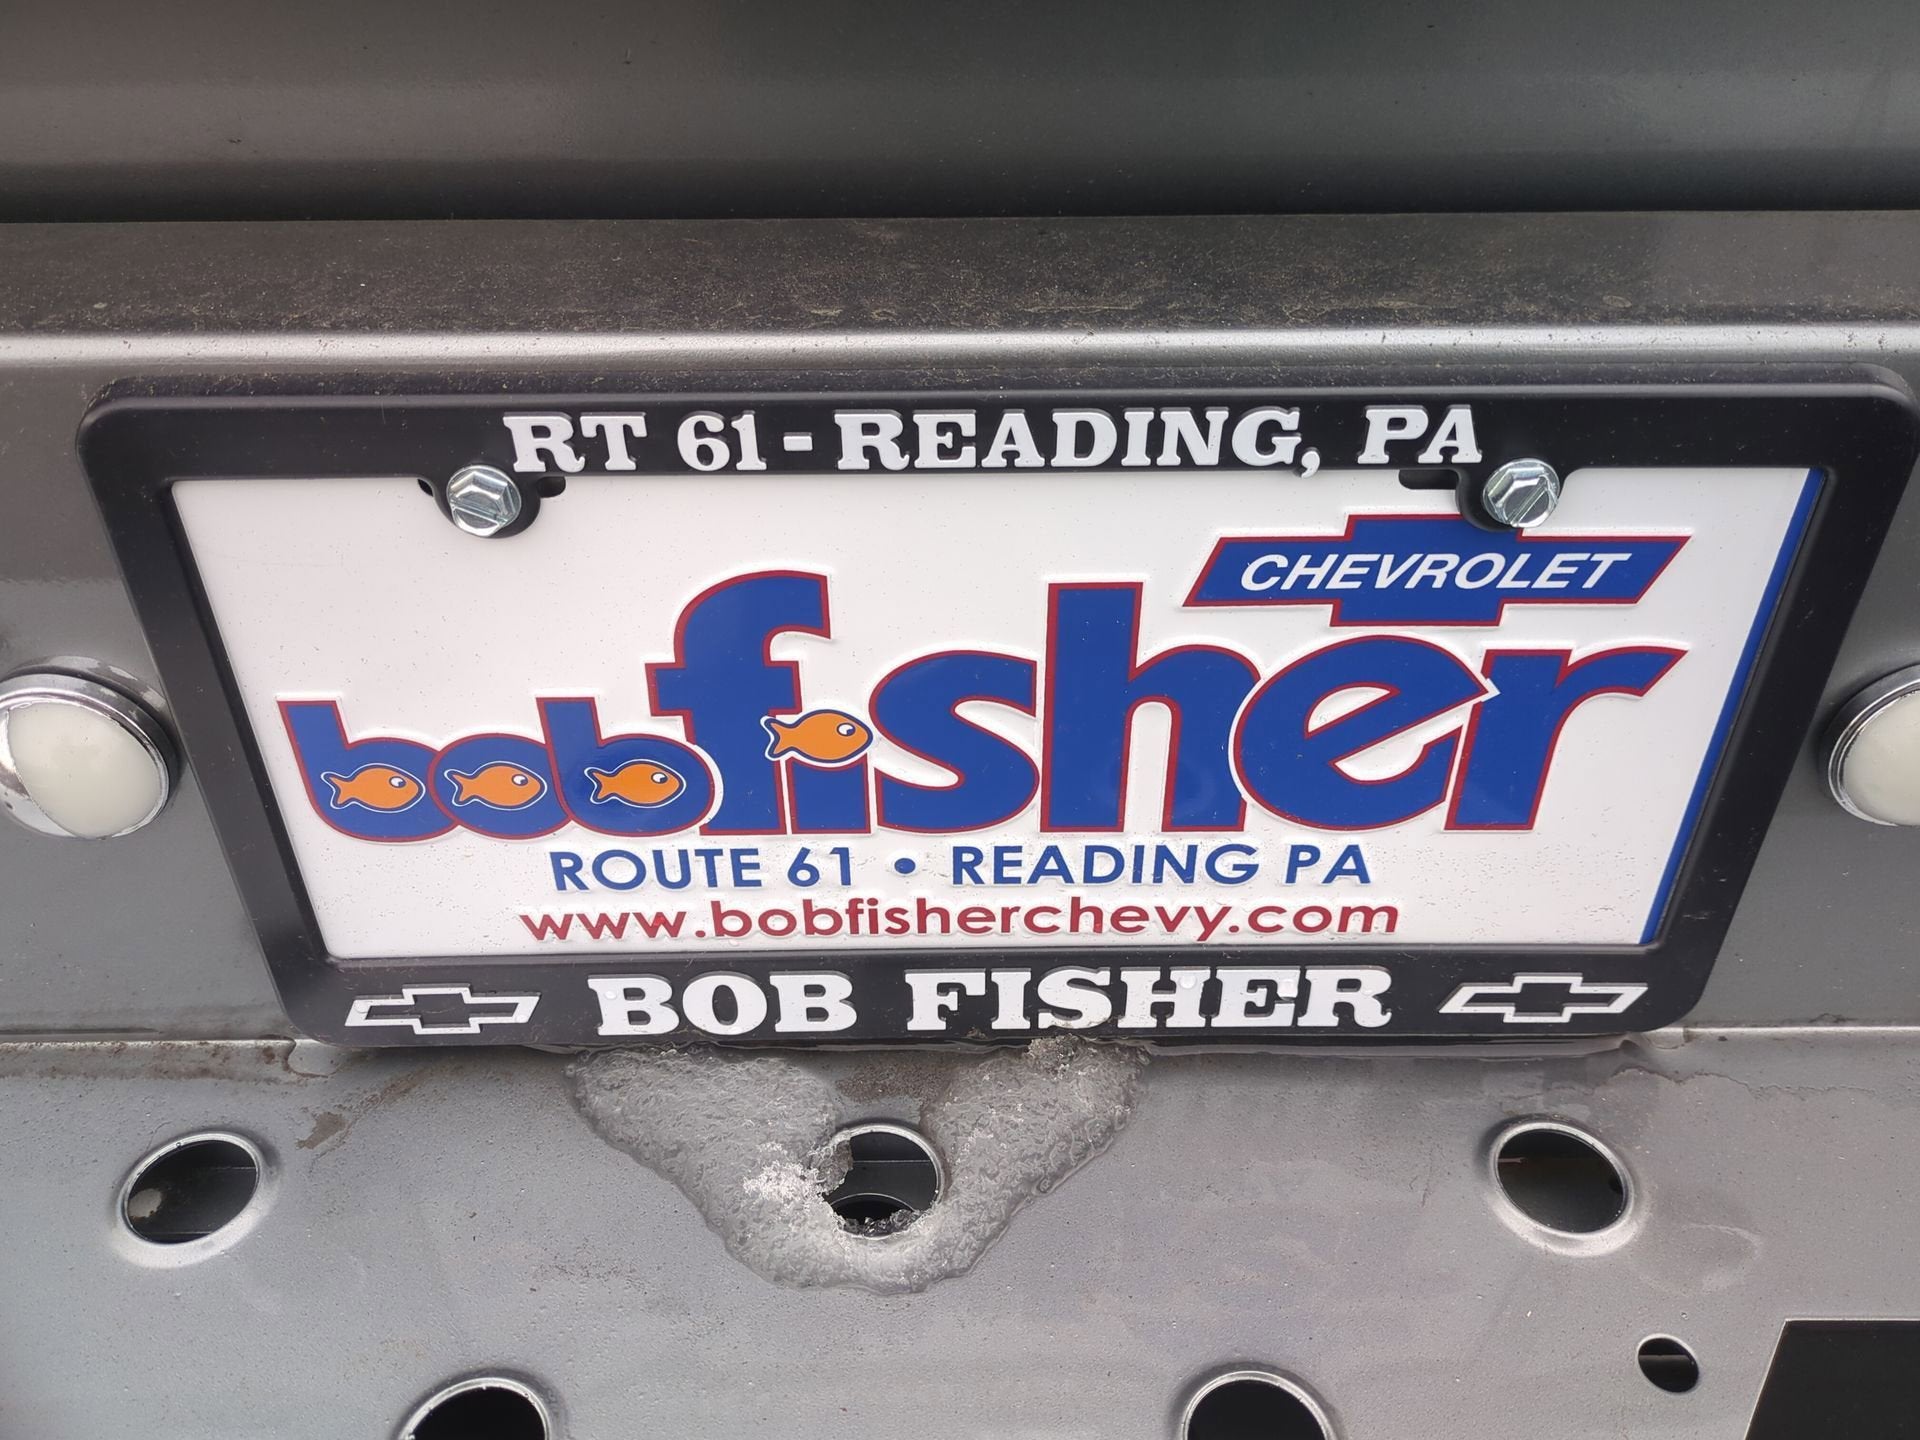 RT 61 - READING, PA
CHEVROLET
bobfisher
ROUTE 61 • READING PA
www.bobfisherchevy.com
BOB FISHER